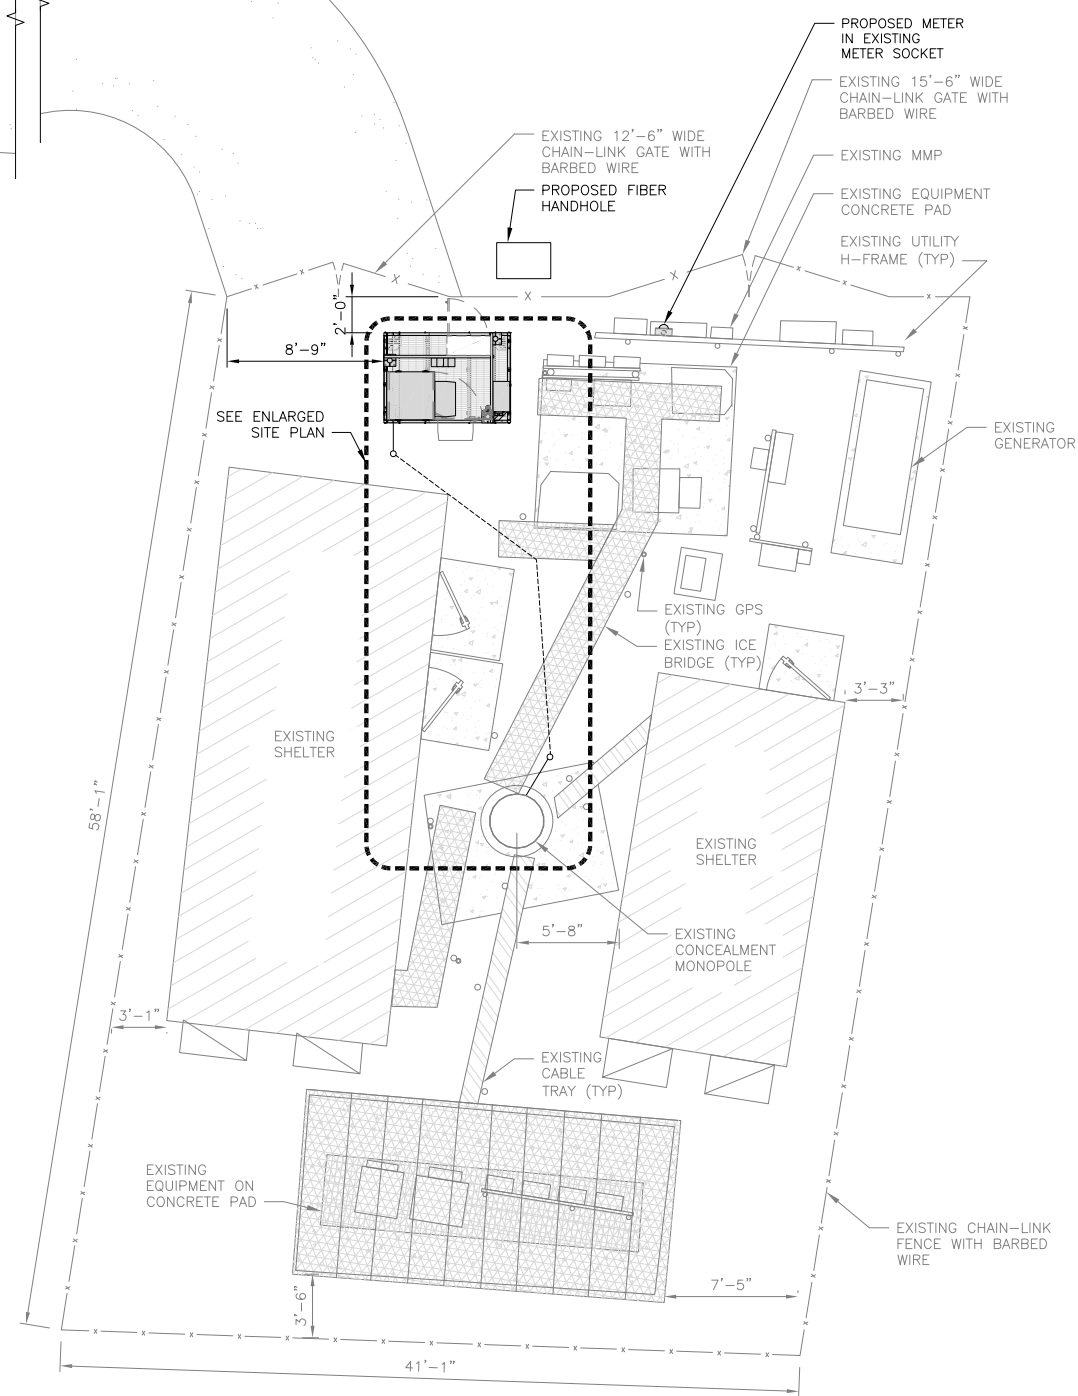 PROPOSED METER
IN EXISTING
METER SOCKET
EXISTING 15'-6" WIDE
CHAIN-LINK GATE WITH
BARBED WIRE
EXISTING 12'-6" WIDE
CHAIN-LINK GATE WITH
BARBED WIRE
EXISTING MMP
PROPOSED FIBER
HANDHOLE
EXISTING EQUIPMENT
CONCRETE PAD
EXISTING UTILITY
H-FRAME (TYP)
2'-0"
8'-9"
SEE ENLARGED
SITE PLAN
EXISTING
GENERATOR
EXISTING GPS
(TYP)
EXISTING ICE
BRIDGE (TYP)
3'-3"
EXISTING
SHELTER
58'-1"
EXISTING
SHELTER
5'-8"
EXISTING
CONCEALMENT
MONOPOLE
3'-1"
EXISTING
CABLE
TRAY (TYP)
EXISTING
EQUIPMENT ON
CONCRETE PAD
EXISTING CHAIN-LINK
FENCE WITH BARBED
WIRE
7'-5"
3'-6"
41'-1"